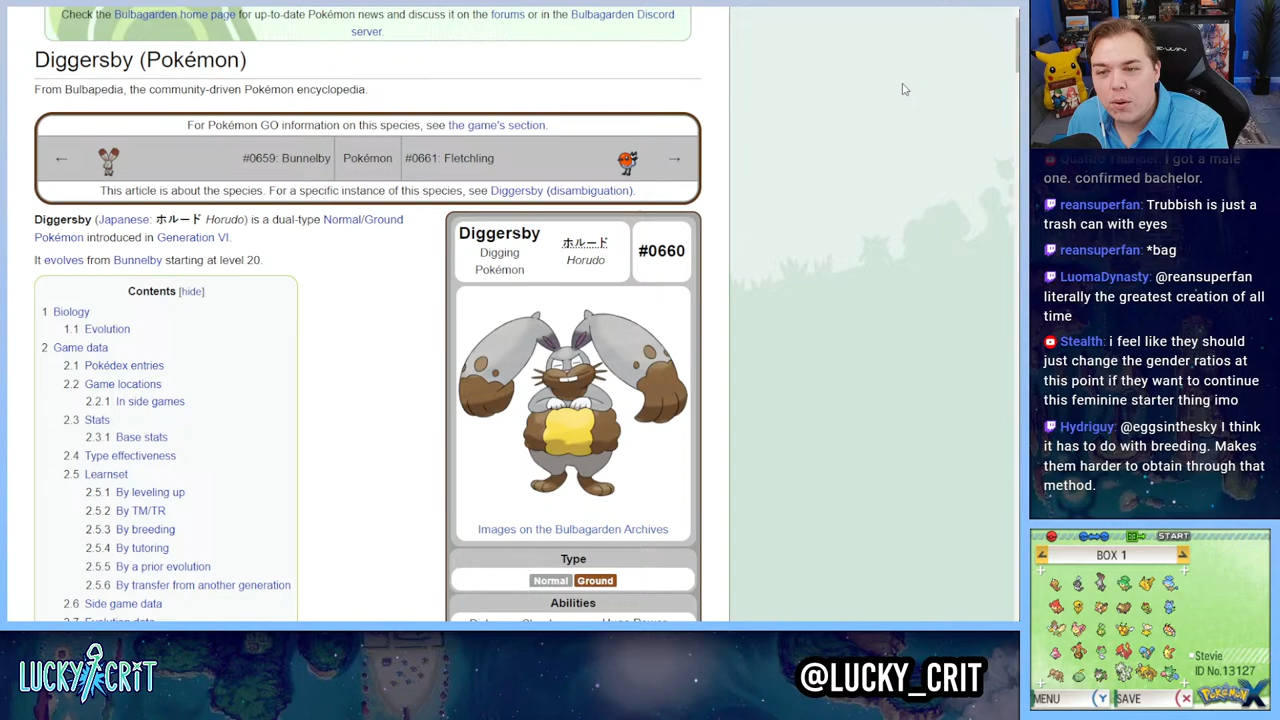 Check the Bulbagarden home page for up-to-date Pokémon news and discuss it on the forums or in the Bulbagarden Discord
server.
Diggersby (Pokémon)
From Bulbapedia, the community-driven Pokémon encyclopedia.
For Pokémon GO information on this species, see the game's section.
← #0659: Bunnelby Pokémon #0661: Fletchling →
This article is about the species. For a specific instance of this species, see Diggersby (disambiguation).
Diggersby (Japanese: ホルード Horudo) is a dual-type Normal/Ground
Pokémon introduced in Generation VI.
It evolves from Bunnelby starting at level 20.
Contents [hide]
1 Biology
1.1 Evolution
2 Game data
2.1 Pokédex entries
2.2 Game locations
2.2.1 In side games
2.3 Stats
2.3.1 Base stats
2.4 Type effectiveness
2.5 Learnset
2.5.1 By leveling up
2.5.2 By TM/TR
2.5.3 By breeding
2.5.4 By tutoring
2.5.5 By a prior evolution
2.5.6 By transfer from another generation
2.6 Side game data
2.7 Evolution data
Diggersby
Digging
Pokémon
ホルード
Horudo
#0660
Images on the Bulbagarden Archives
Type
Normal Ground
Abilities
Quattro Thunder: I got a male
one. confirmed bachelor.
reansuperfan: Trubbish is just a
trash can with eyes
reansuperfan: *bag
LuomaDynasty: @reansuperfan
literally the greatest creation of all
time
Stealth: i feel like they should
just change the gender ratios at
this point if they want to continue
this feminine starter thing imo
Hydriguy: @eggsinthesky I think
it has to do with breeding. Makes
them harder to obtain through that
method.
START
BOX 1
Stevie
ID No.13127
MENU Y SAVE X
Pokémon X
LUCKY CRIT
@LUCKY_CRIT